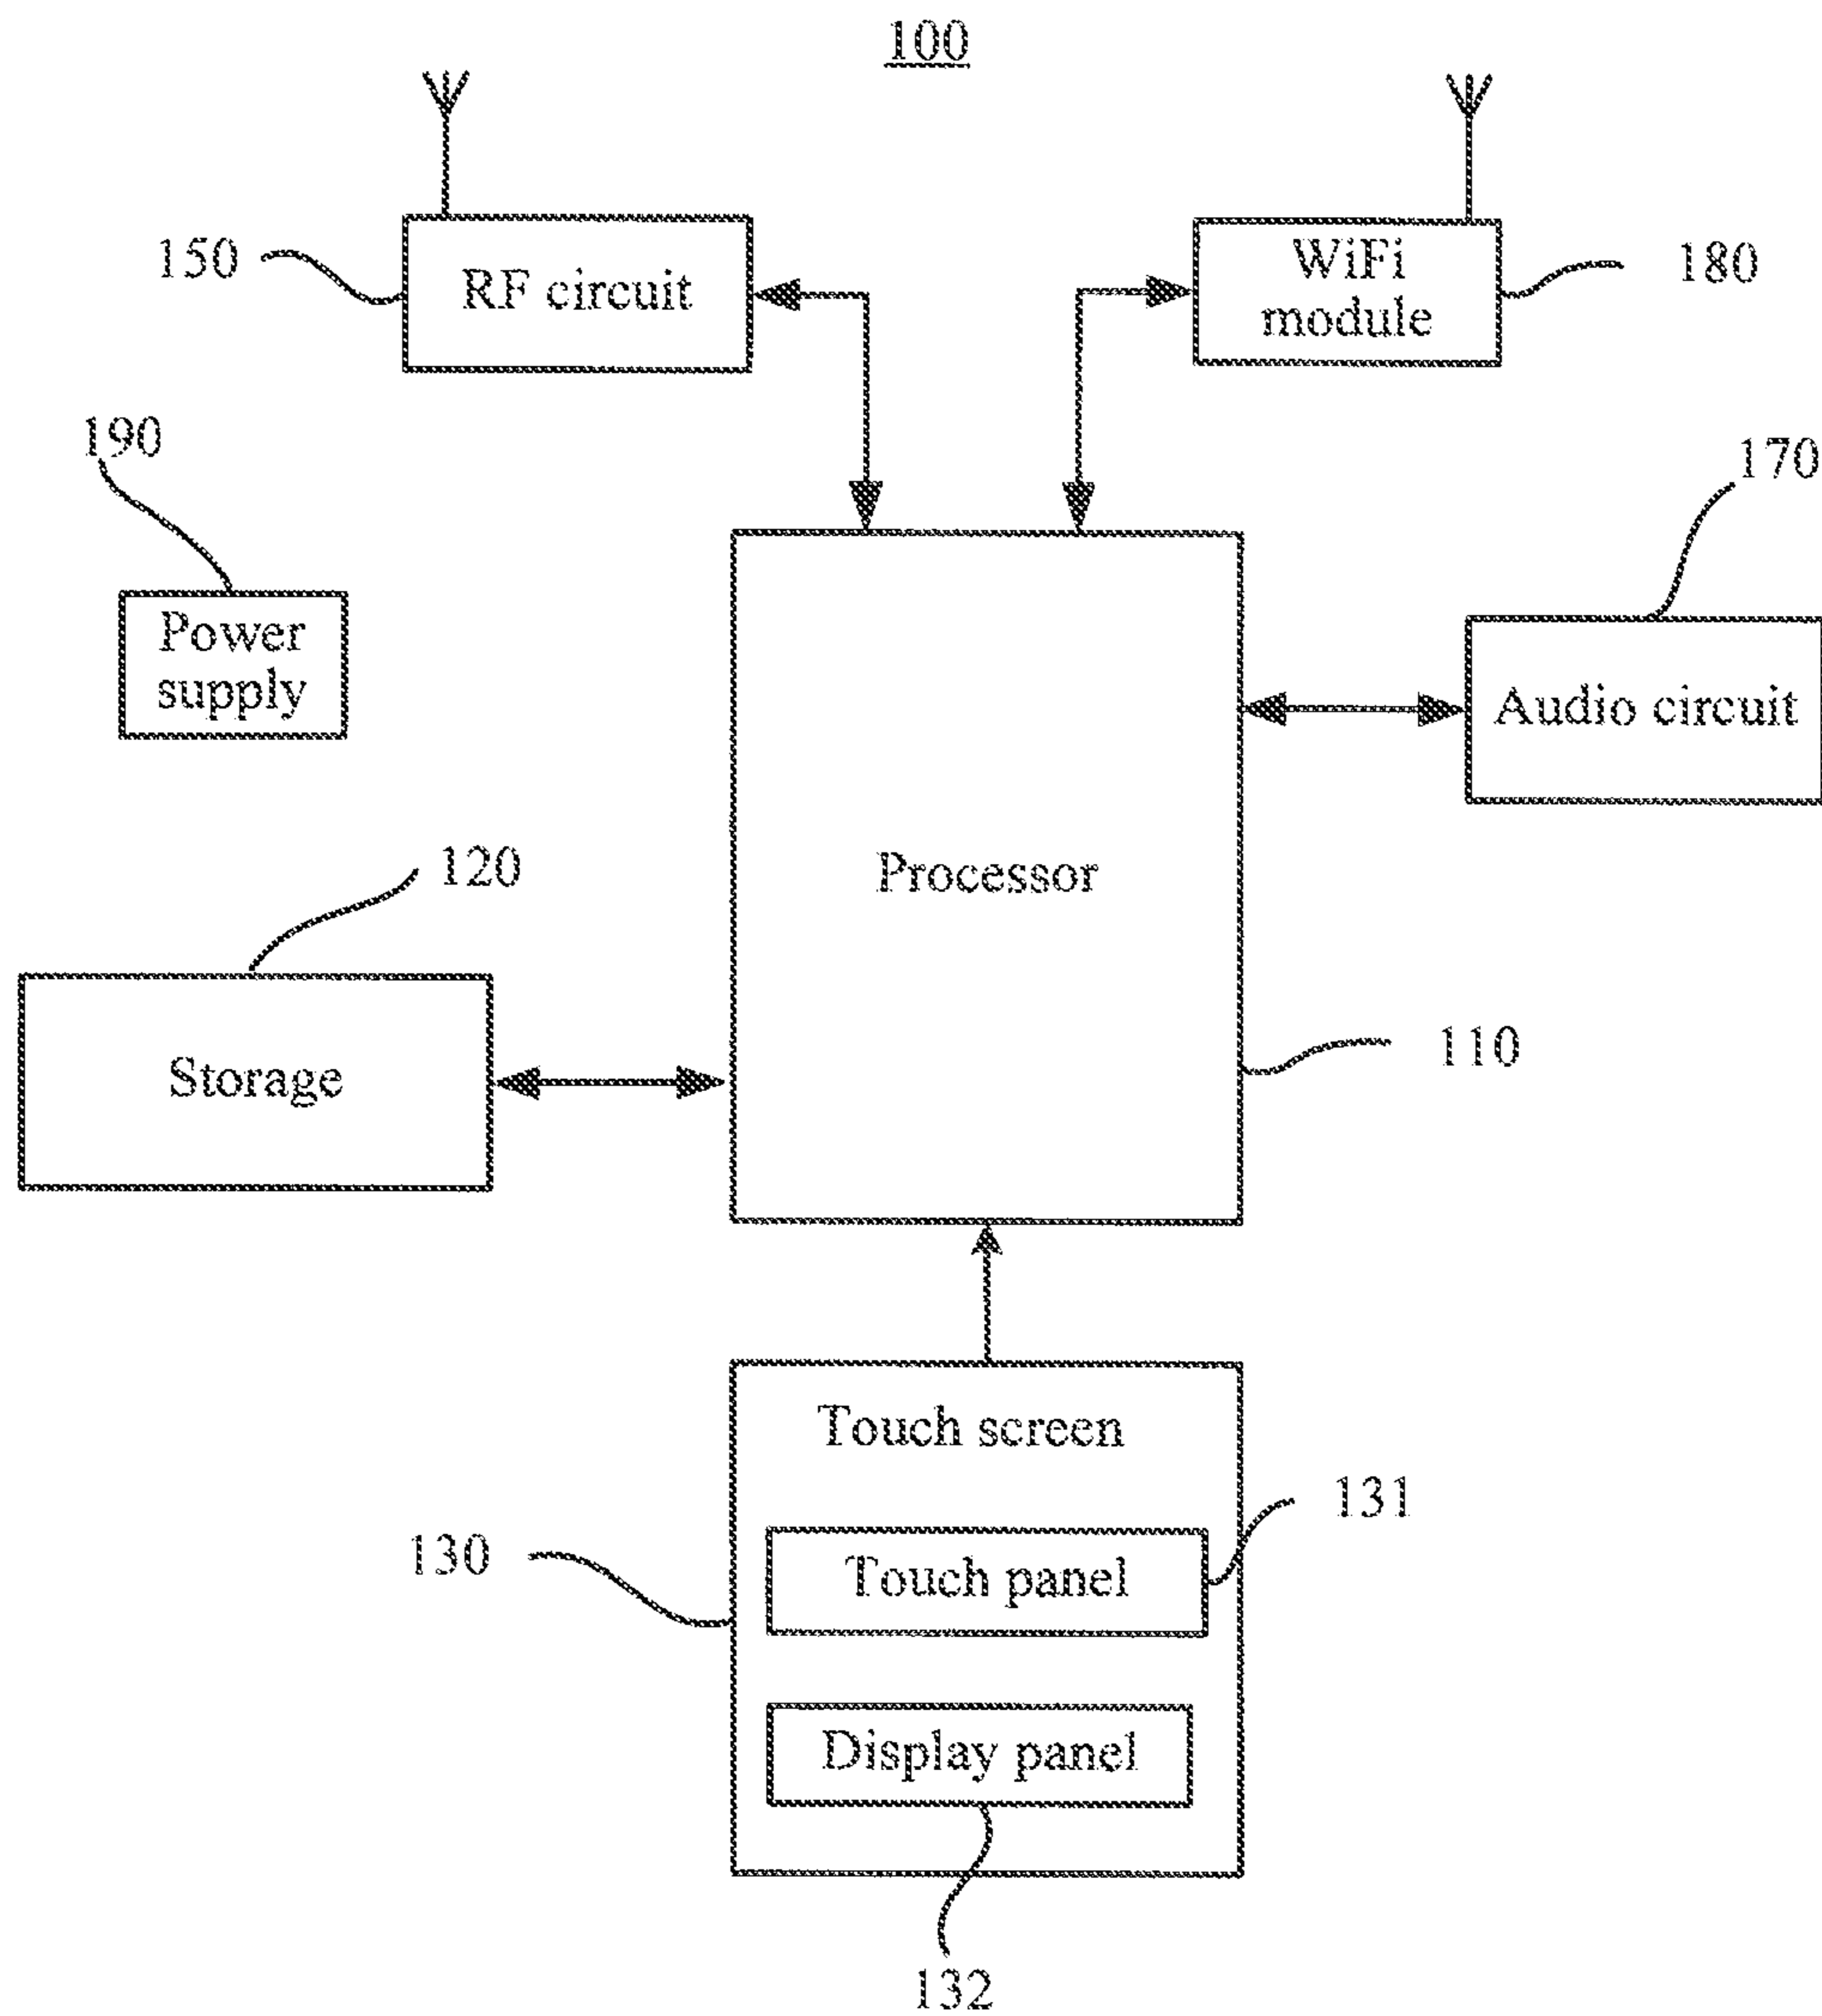 100
150
RF circuit
WiFi
module
180
190
170
Power
supply
Audio circuit
120
Processor
Storage
110
Touch screen
131
130
Touch panel
Display panel
132